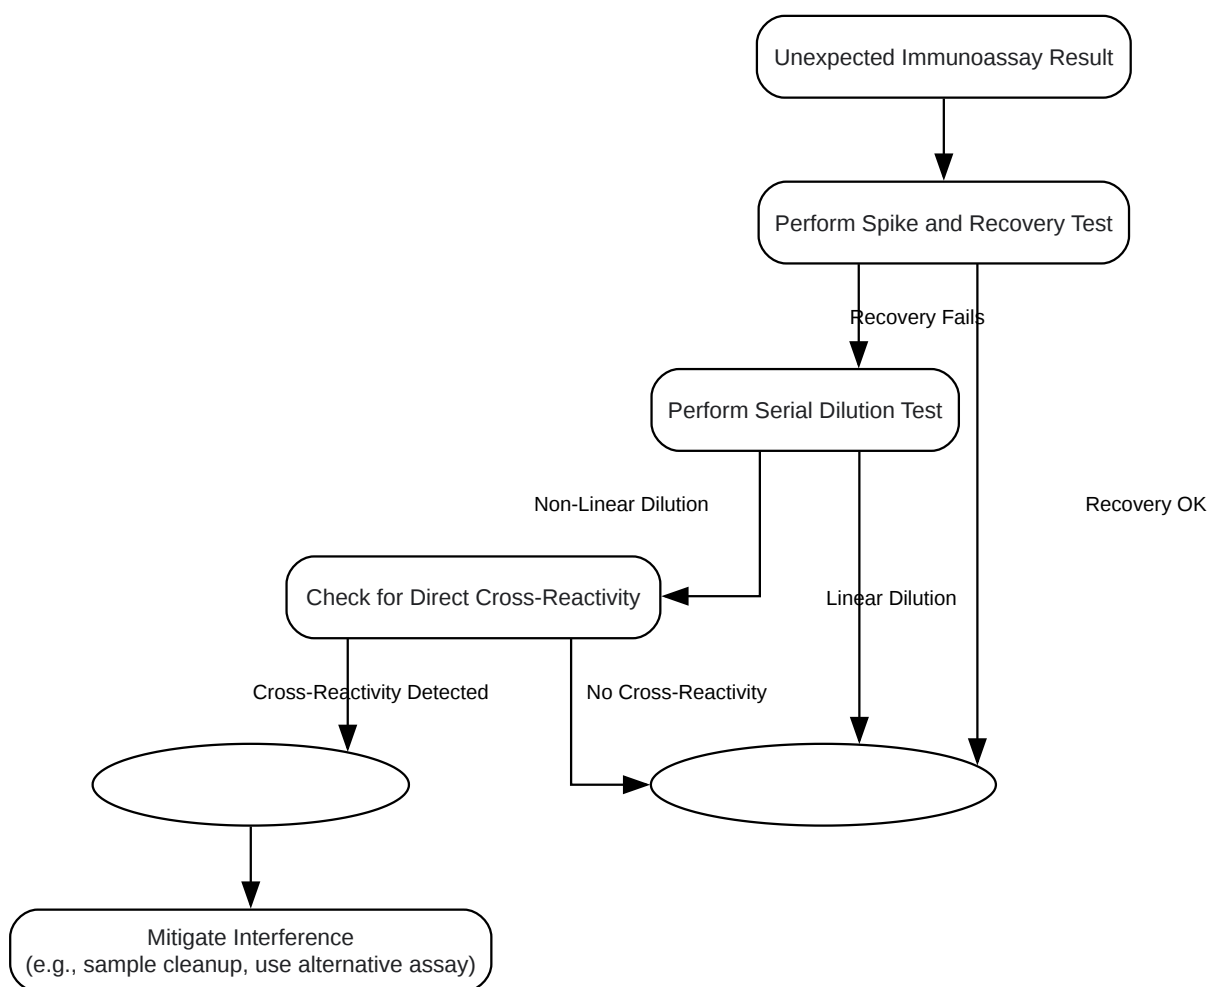 Unexpected Immunoassay Result
Perform Spike and Recovery Test
Recovery Fails
Perform Serial Dilution Test
Non-Linear Dilution
Recovery OK
Check for Direct Cross-Reactivity
Linear Dilution
Cross-Reactivity Detected
No Cross-Reactivity
Mitigate Interference
(e.g., sample cleanup, use alternative assay)